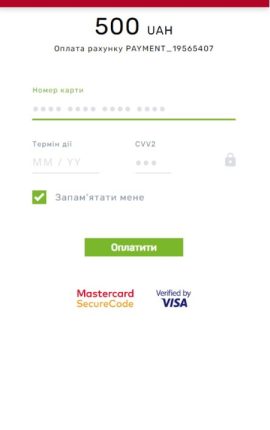 500 UAH
Оплата рахунку PAYMENT_19565407
Номер карти
Термін дії CVV2
MM / YY
Запам'ятати мене
Оплатити
Mastercard Verified by
SecureCode VISA